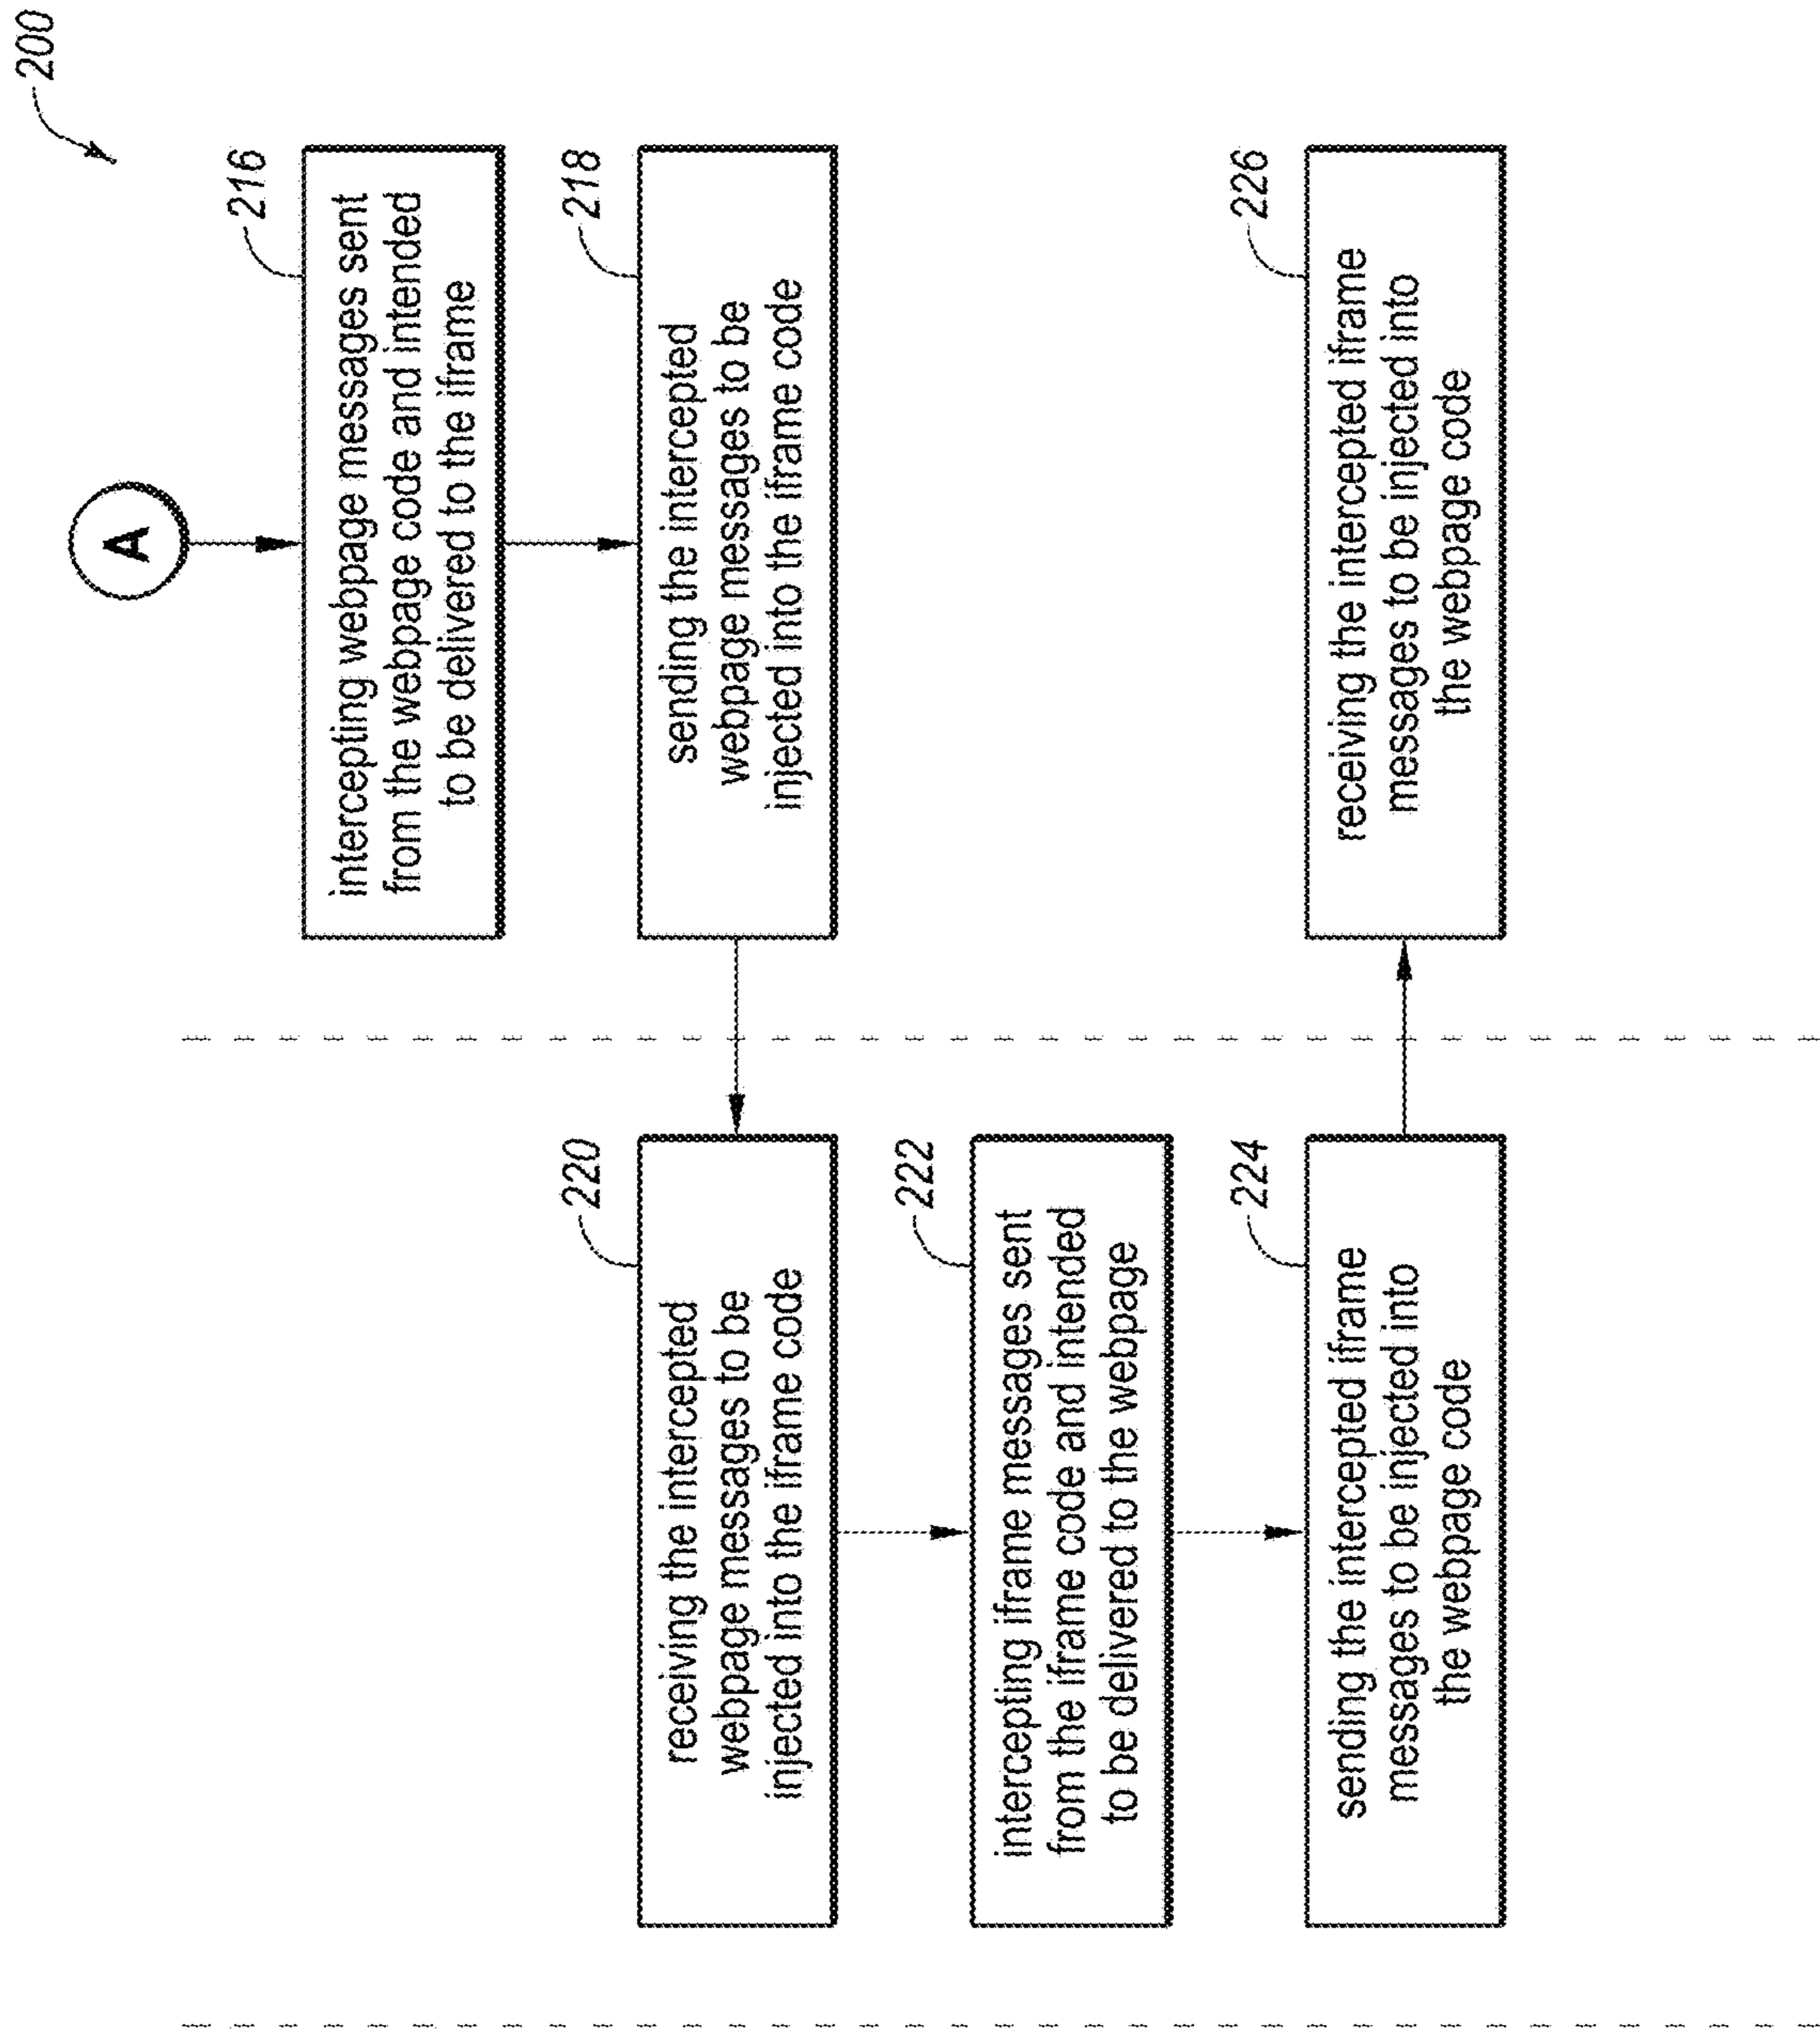 200
A
216
intercepting webpage messages sent
from the webpage code and intended
to be delivered to the iframe
218
sending the intercepted
webpage messages to be
injected into the iframe code
220
receiving the intercepted
webpage messages to be
injected into the iframe code
222
intercepting iframe messages sent
from the iframe code and intended
to be delivered to the webpage
224
sending the intercepted iframe
messages to be injected into
the webpage code
226
receiving the intercepted iframe
messages to be injected into
the webpage code